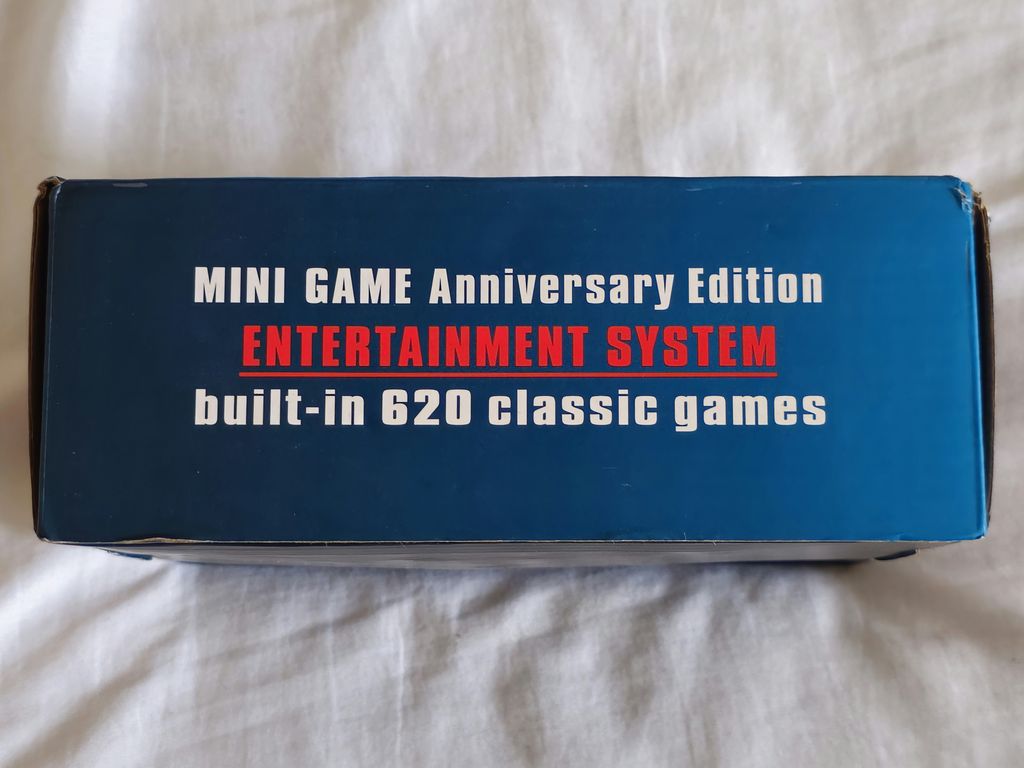 MINI GAME Anniversary Edition
ENTERTAINMENT SYSTEM
built-in 620 classic games